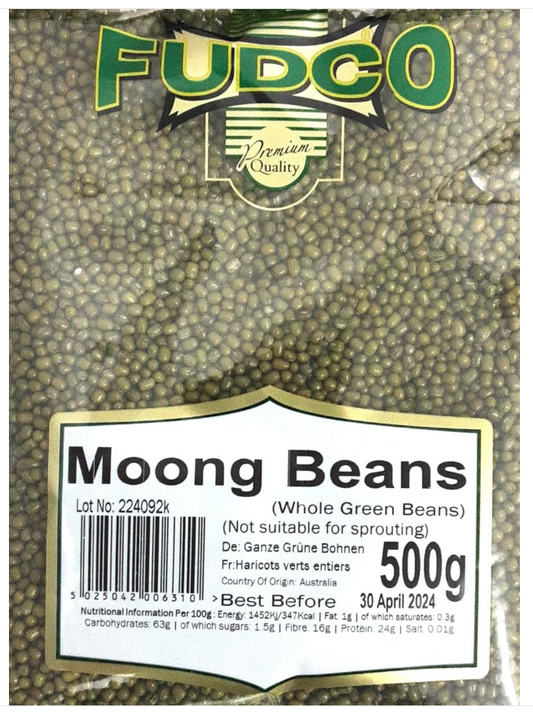 FUDCO
Premium
Quality
Moong Beans
Lot No: 224092k
(Whole Green Beans)
(Not suitable for sprouting)
De: Ganze Grüne Bohnen
Fr:Haricots verts entiers
500g
Country Of Origin: Australia
5 025042 006310
>Best Before 30 April 2024
Nutritional Information Per 100g: Energy: 1452Kj/347Kcal | Fat: 1g | of which saturates: 0.3g
Carbohydrates: 63g | of which sugars: 1.5g | Fibre: 16g | Protein: 24g | Salt: 0.01g